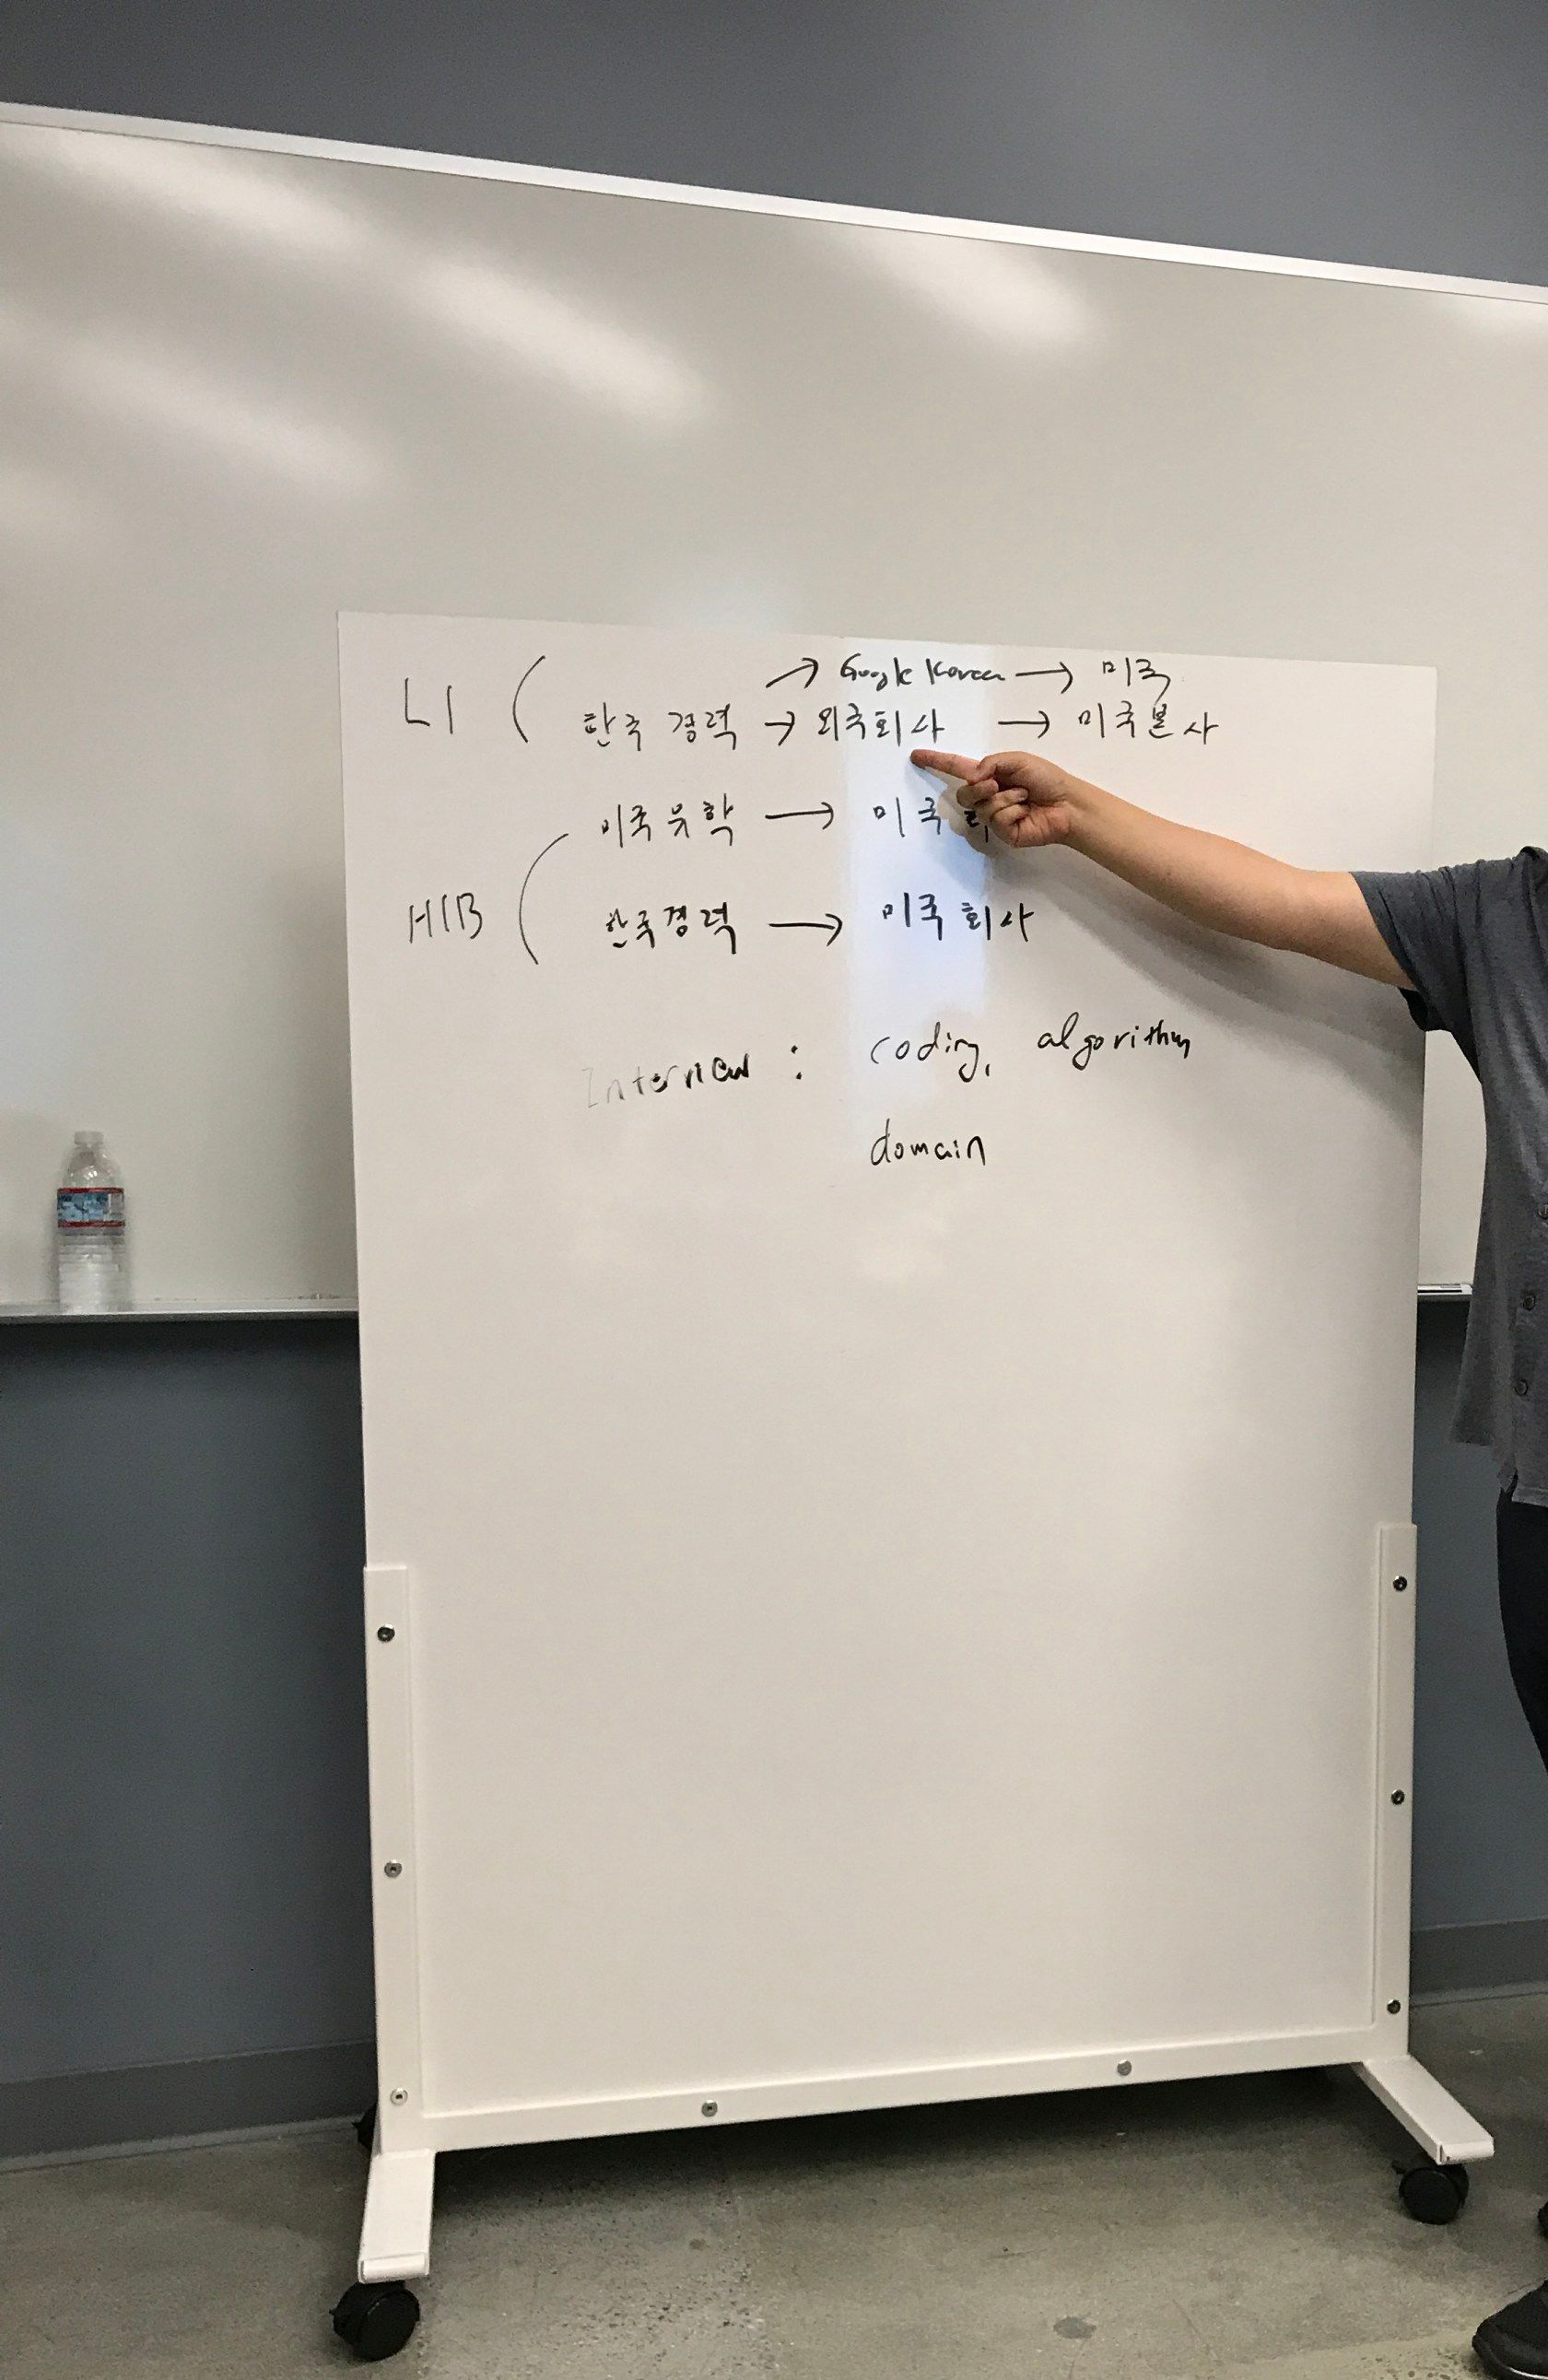 → Google Korea → 미국
L1 ( 한국 경력 → 외국회사 → 미국본사
미국 유학 → 미국
H1B ( 한국경력 → 미국 회사
Interview : coding, algorithm
domain